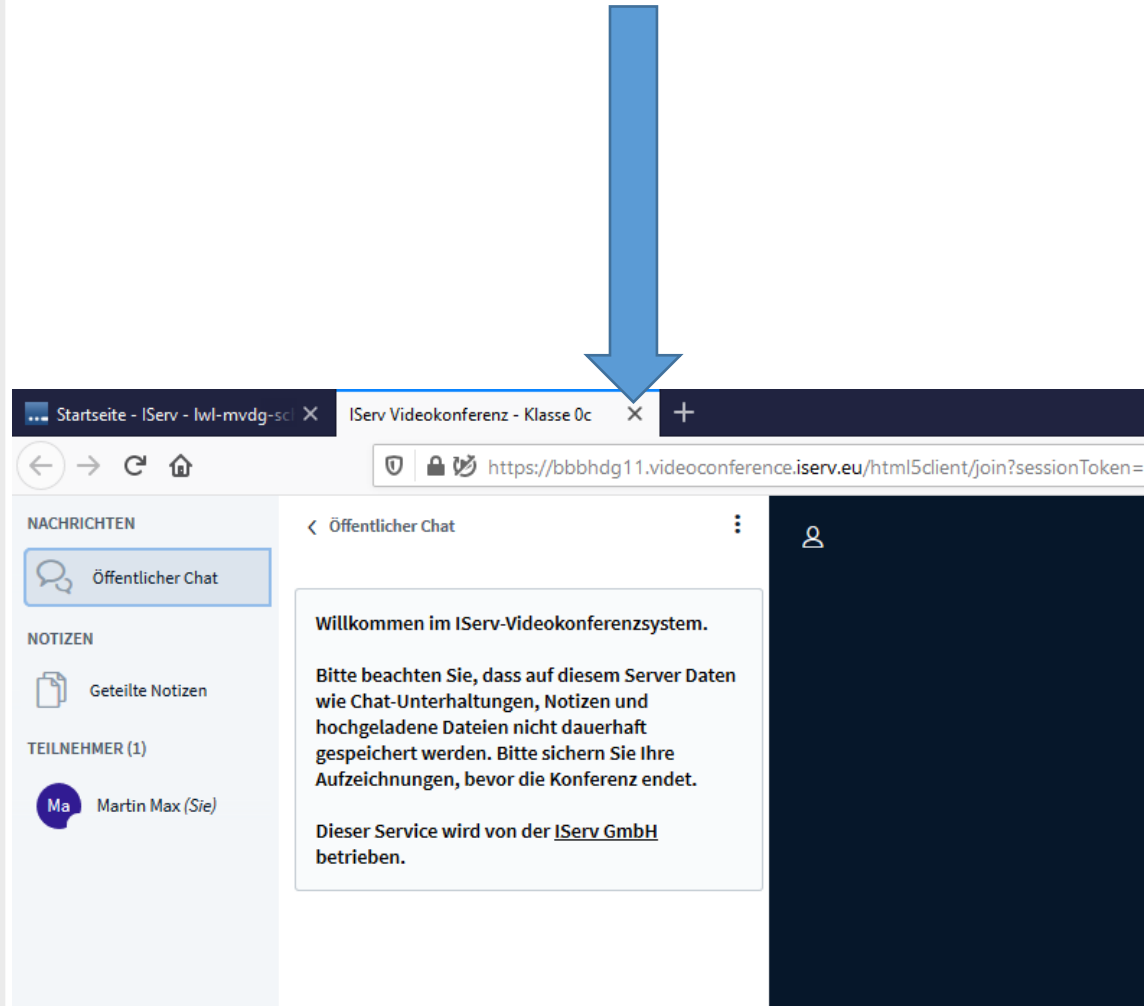 Startseite - IServ - lwl-mvdg-scl
IServ Videokonferenz - Klasse 0c
https://bbbhdg11.videoconference.iserv.eu/html5client/join?sessionToken=
NACHRICHTEN
Öffentlicher Chat
NOTIZEN
Geteilte Notizen
TEILNEHMER (1)
Ma Martin Max (Sie)
Öffentlicher Chat
Willkommen im IServ-Videokonferenzsystem.
Bitte beachten Sie, dass auf diesem Server Daten
wie Chat-Unterhaltungen, Notizen und
hochgeladene Dateien nicht dauerhaft
gespeichert werden. Bitte sichern Sie Ihre
Aufzeichnungen, bevor die Konferenz endet.
Dieser Service wird von der IServ GmbH
betrieben.